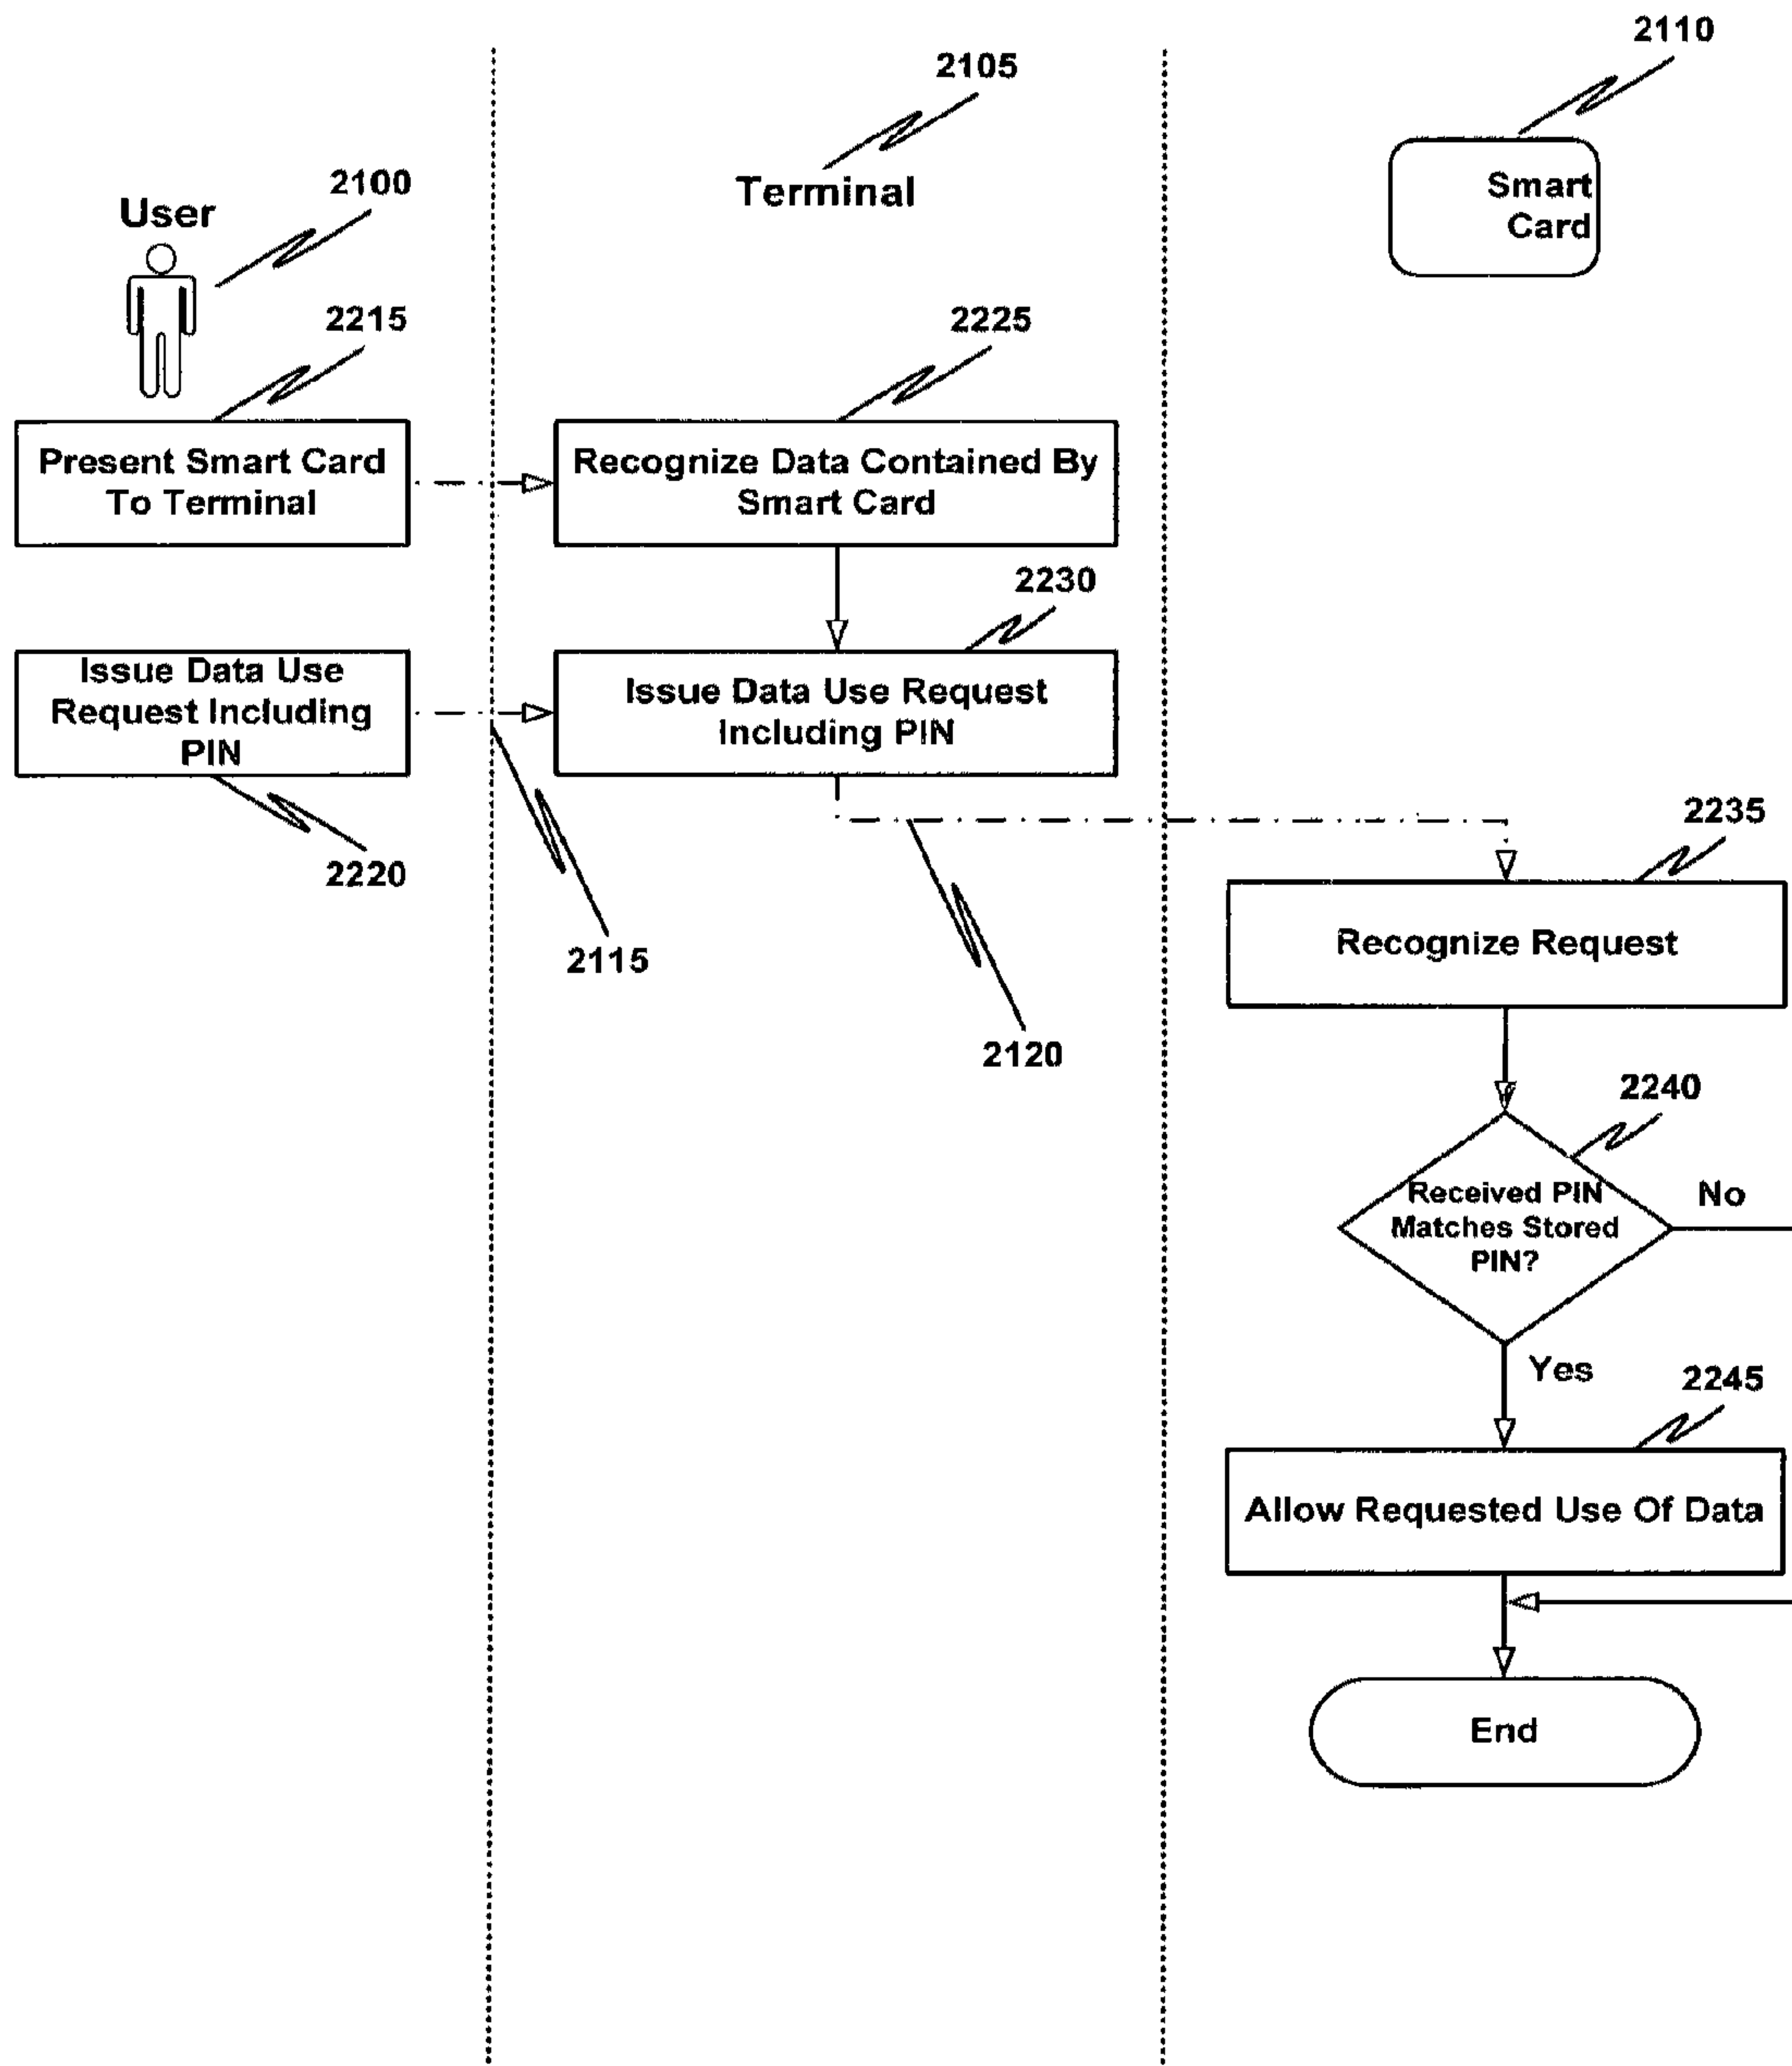 2110
2105
Terminal
Smart
Card
2100
User
2215
2225
Present Smart Card
To Terminal
Recognize Data Contained By
Smart Card
2230
Issue Data Use
Request Including
PIN
Issue Data Use Request
Including PIN
2220
2115
2120
2235
Recognize Request
2240
Received PIN
Matches Stored
PIN?
No
Yes
2245
Allow Requested Use Of Data
End